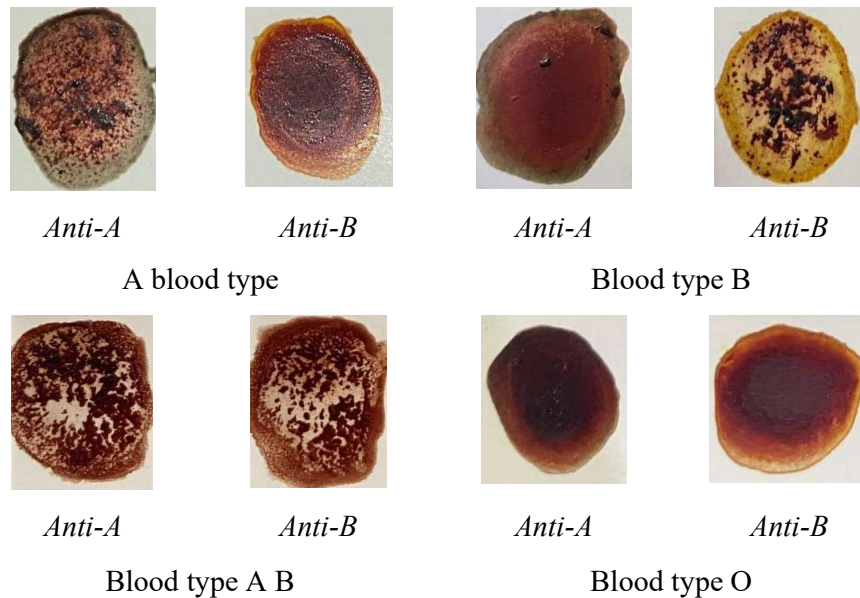 Anti-A Anti-B Anti-A Anti-B
A blood type Blood type B
Anti-A Anti-B Anti-A Anti-B
Blood type A B Blood type O